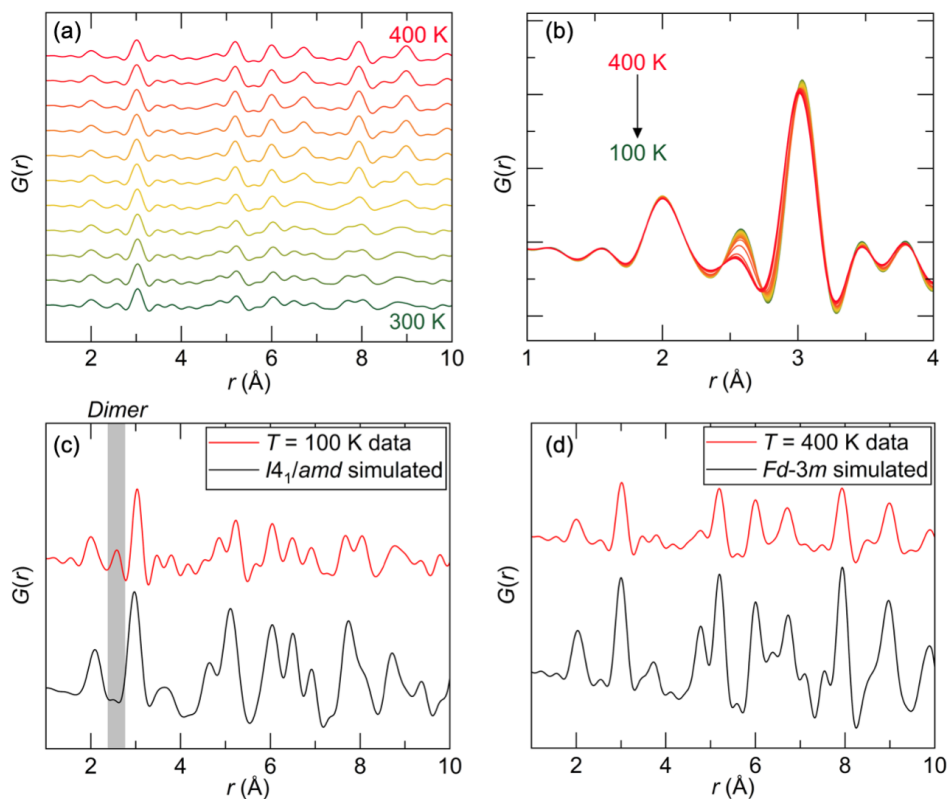 (a)
400 K
300 K
G(r)
2 4 6 8 10
r (Å)
(b)
400 K
100 K
G(r)
1 2 3 4
r (Å)
Dimer
(c)
T = 100 K data
I4₁/amd simulated
G(r)
2 4 6 8 10
r (Å)
(d)
T = 400 K data
Fd-3m simulated
G(r)
2 4 6 8 10
r (Å)